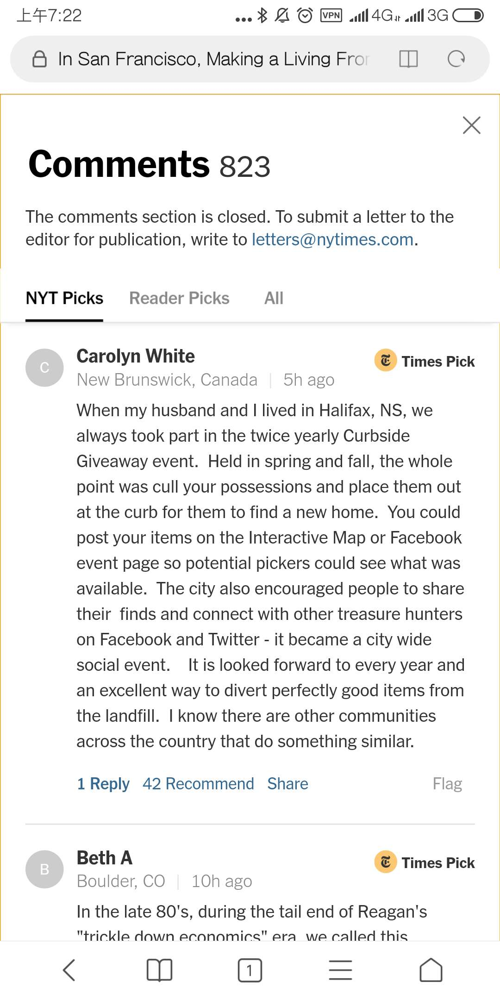 上午7:22
... VPN 4G 3G
In San Francisco, Making a Living Fror
Comments 823
The comments section is closed. To submit a letter to the
editor for publication, write to letters@nytimes.com.
NYT Picks Reader Picks All
C
Carolyn White
Times Pick
New Brunswick, Canada | 5h ago
When my husband and I lived in Halifax, NS, we
always took part in the twice yearly Curbside
Giveaway event.  Held in spring and fall, the whole
point was cull your possessions and place them out
at the curb for them to find a new home.  You could
post your items on the Interactive Map or Facebook
event page so potential pickers could see what was
available.  The city also encouraged people to share
their  finds and connect with other treasure hunters
on Facebook and Twitter - it became a city wide
social event.    It is looked forward to every year and
an excellent way to divert perfectly good items from
the landfill.  I know there are other communities
across the country that do something similar.
1 Reply 42 Recommend Share Flag
B
Beth A
Times Pick
Boulder, CO | 10h ago
In the late 80's, during the tail end of Reagan's
"trickle down economics" era, we called this
1